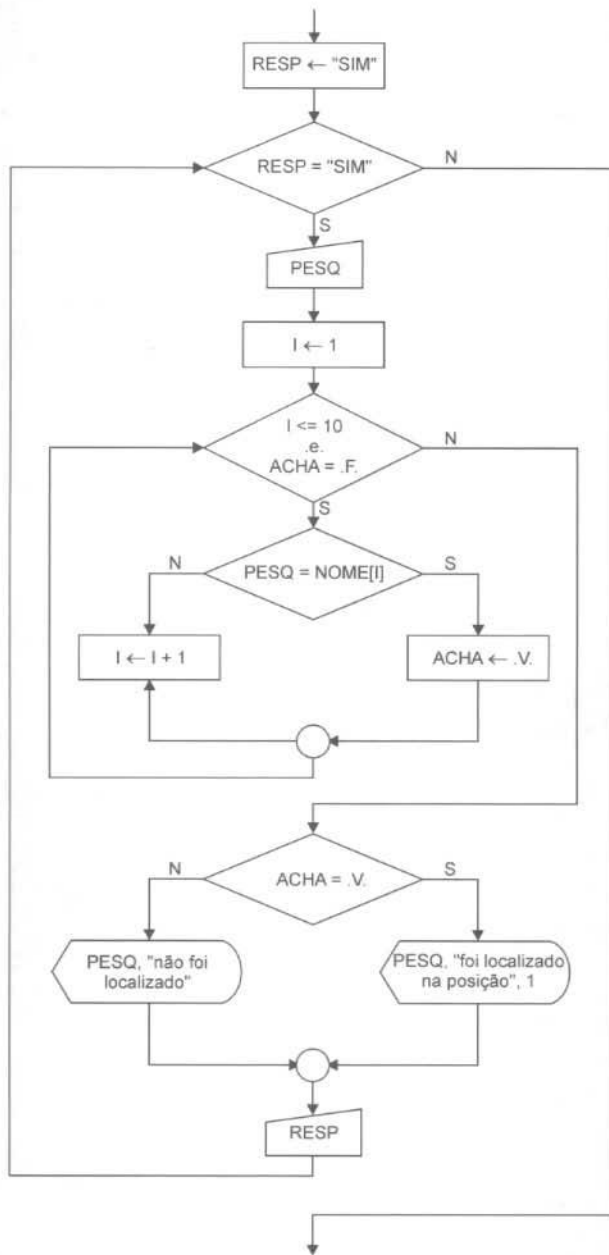 RESP ← "SIM"
RESP = "SIM"
N
S
PESQ
I ← 1
I <= 10
.e.
ACHA = .F.
N
S
PESQ = NOME[I]
N
S
I ← I + 1
ACHA ← .V.
ACHA = .V.
N
S
PESQ, "não foi
localizado"
PESQ, "foi localizado
na posição", 1
RESP